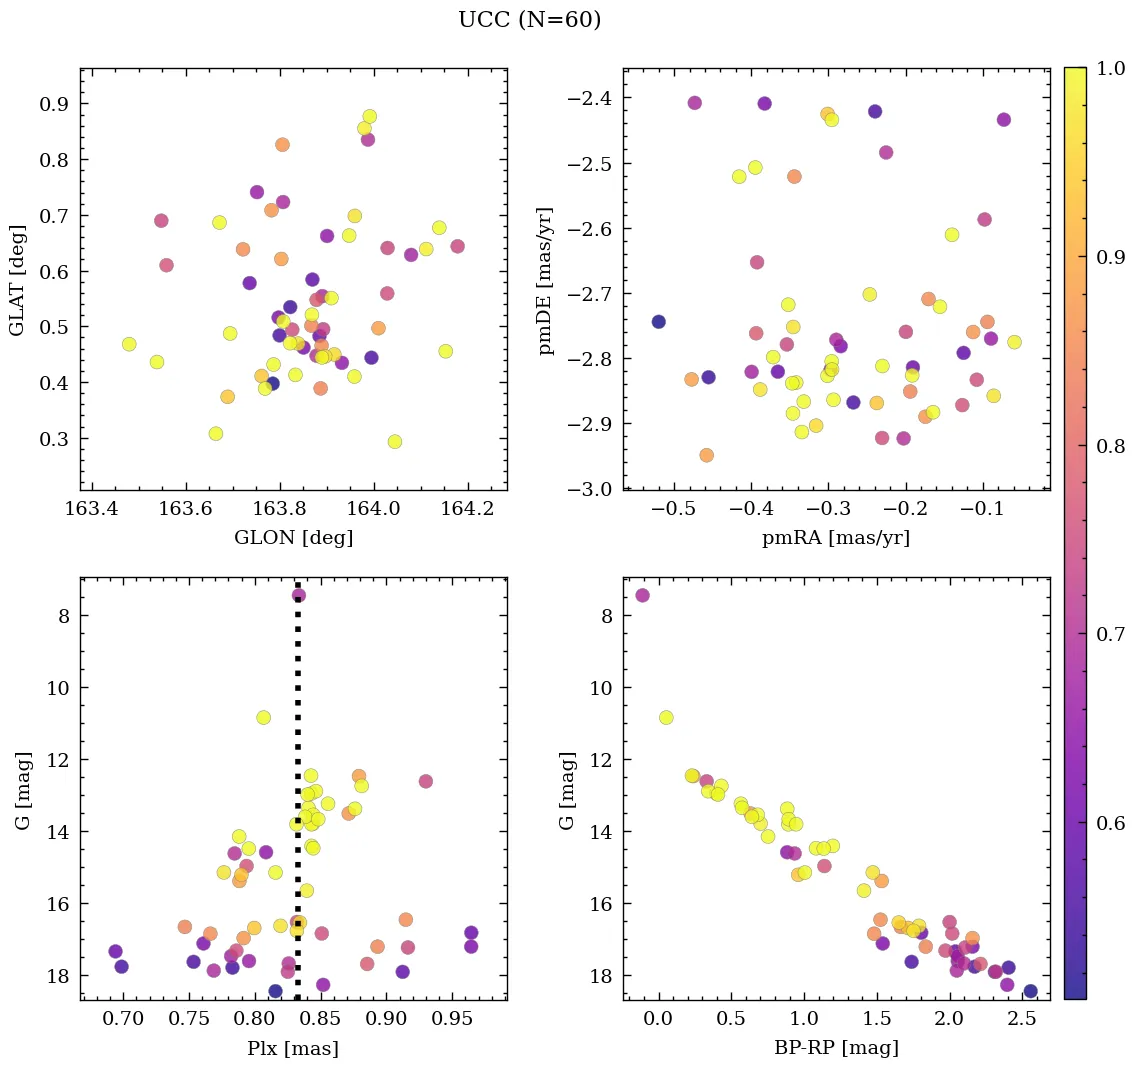 UCC (N=60)
0.9
0.8
0.7
0.6
0.5
0.4
0.3
GLAT [deg]
163.4 163.6 163.8 164.0 164.2
GLON [deg]
−2.4
−2.5
−2.6
−2.7
−2.8
−2.9
−3.0
pmDE [mas/yr]
−0.5 −0.4 −0.3 −0.2 −0.1
pmRA [mas/yr]
1.0
0.9
0.8
0.7
0.6
8
10
12
14
16
18
G [mag]
0.70 0.75 0.80 0.85 0.90 0.95
Plx [mas]
8
10
12
14
16
18
G [mag]
0.0 0.5 1.0 1.5 2.0 2.5
BP-RP [mag]